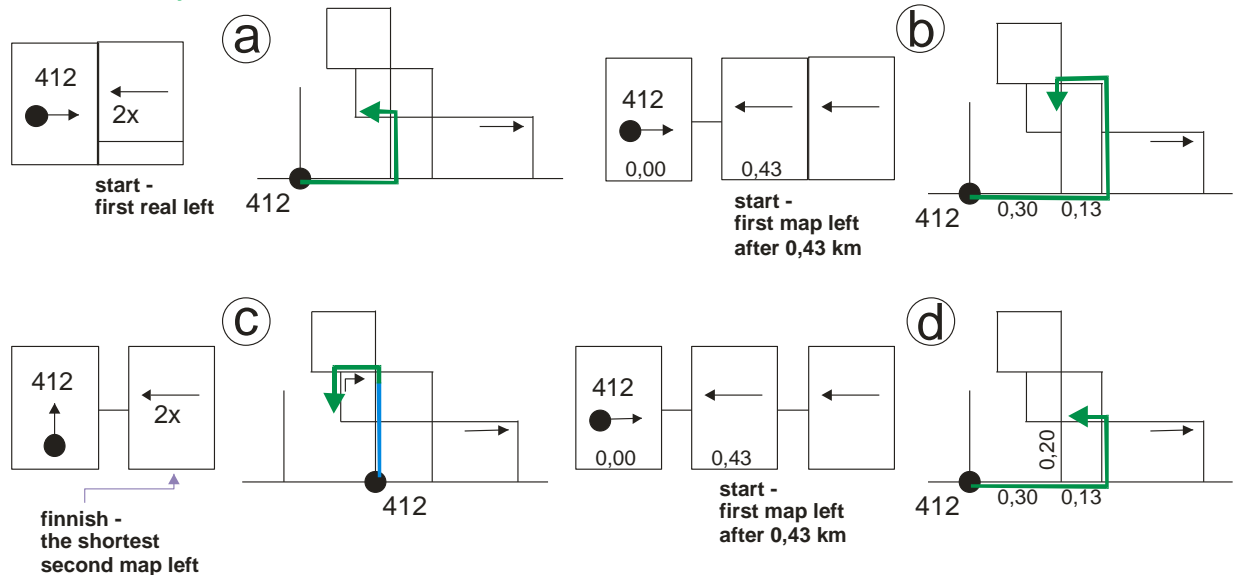 a
412
2x
start -
first real left
412
b
412
0,00
0,43
start -
first map left
after 0,43 km
412
0,30
0,13
c
412
2x
finnish -
the shortest
second map left
412
d
412
0,00
0,43
start -
first map left
after 0,43 km
0,20
412
0,30
0,13